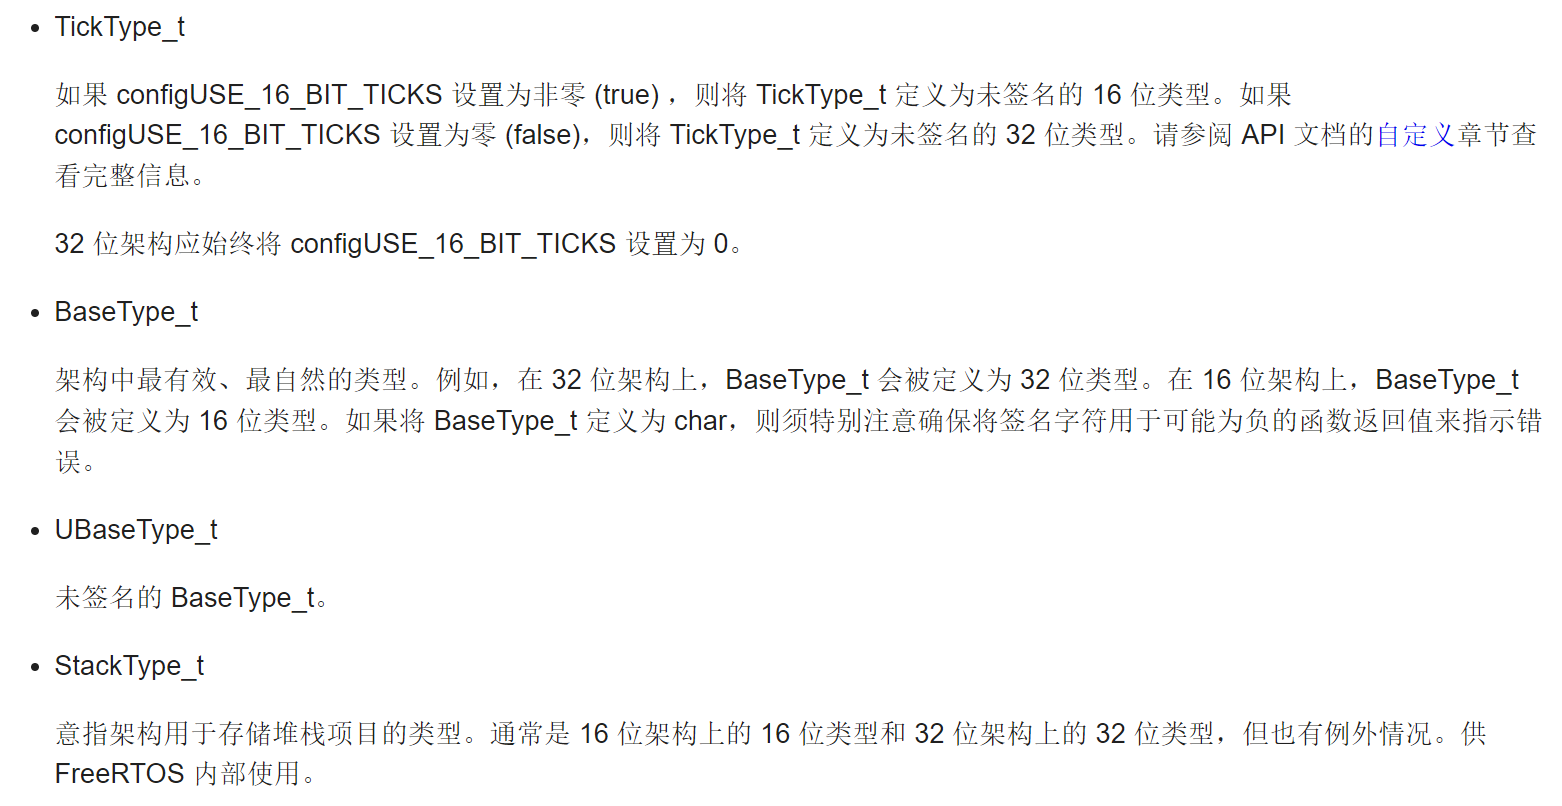 TickType_t
如果 configUSE_16_BIT_TICKS 设置为非零 (true) ，则将 TickType_t 定义为未签名的 16 位类型。如果
configUSE_16_BIT_TICKS 设置为零 (false)，则将 TickType_t 定义为未签名的 32 位类型。请参阅 API 文档的自定义章节查
看完整信息。
32 位架构应始终将 configUSE_16_BIT_TICKS 设置为 0。
BaseType_t
架构中最有效、最自然的类型。例如，在 32 位架构上，BaseType_t 会被定义为 32 位类型。在 16 位架构上，BaseType_t
会被定义为 16 位类型。如果将 BaseType_t 定义为 char，则须特别注意确保将签名字符用于可能为负的函数返回值来指示错
误。
UBaseType_t
未签名的 BaseType_t。
StackType_t
意指架构用于存储堆栈项目的类型。通常是 16 位架构上的 16 位类型和 32 位架构上的 32 位类型，但也有例外情况。供
FreeRTOS 内部使用。